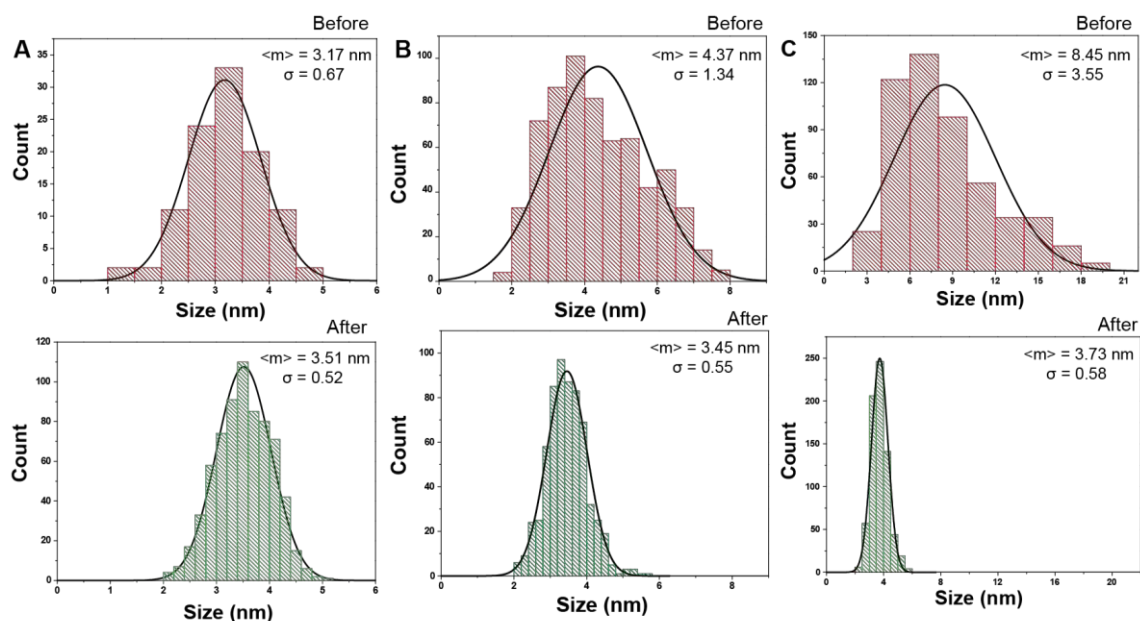 A
Before
<m> = 3.17 nm
σ = 0.67
Count
35
30
25
20
15
10
5
0
0 1 2 3 4 5 6
Size (nm)
B
Before
<m> = 4.37 nm
σ = 1.34
Count
100
80
60
40
20
0
0 2 4 6 8
Size (nm)
C
Before
<m> = 8.45 nm
σ = 3.55
Count
150
120
90
60
30
0
0 3 6 9 12 15 18 21
Size (nm)
After
<m> = 3.51 nm
σ = 0.52
Count
120
100
80
60
40
20
0
0 1 2 3 4 5 6
Size (nm)
After
<m> = 3.45 nm
σ = 0.55
Count
100
80
60
40
20
0
0 2 4 6 8
Size (nm)
After
<m> = 3.73 nm
σ = 0.58
Count
250
200
150
100
50
0
0 4 8 12 16 20
Size (nm)